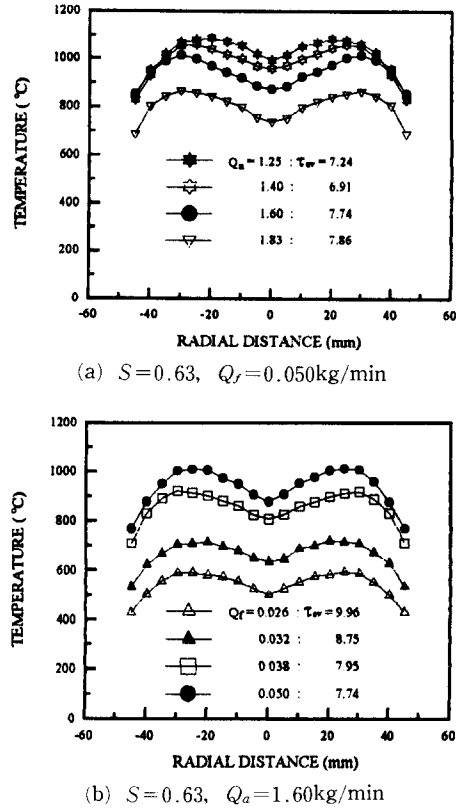 1200
1000
800
600
400
200
0
TEMPERATURE ( °C)
Qa = 1.25 : τav = 7.24
1.40 : 6.91
1.60 : 7.74
1.83 : 7.86
-60 -40 -20 0 20 40 60
RADIAL DISTANCE (mm)
(a) S=0.63, Qf=0.050kg/min
1200
1000
800
600
400
200
0
TEMPERATURE ( °C)
Qf = 0.026 : τav = 9.96
0.032 : 8.75
0.038 : 7.95
0.050 : 7.74
-60 -40 -20 0 20 40 60
RADIAL DISTANCE (mm)
(b) S=0.63, Qa=1.60kg/min